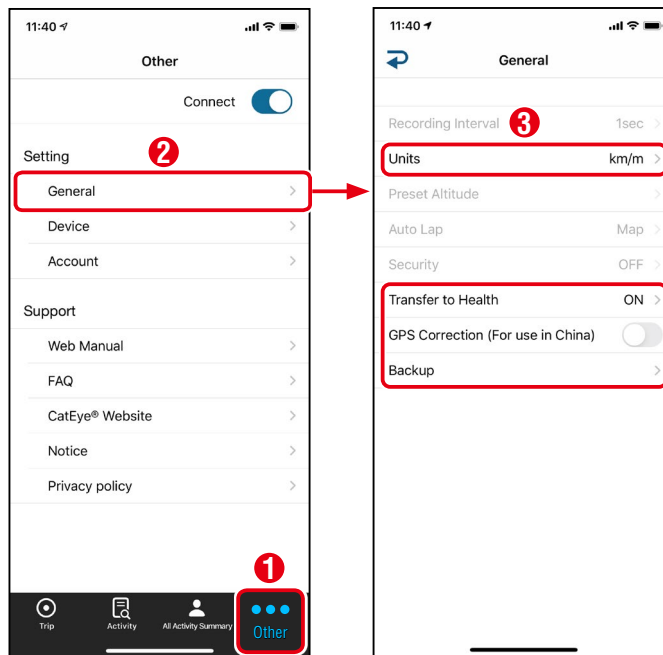 11:40
Other
Connect
Setting
2
General
Device
Account
Support
Web Manual
FAQ
CatEye® Website
Notice
Privacy policy
1
Trip
Activity
All Activity Summary
Other
11:40
General
Recording Interval 1sec
3
Units km/m
Preset Altitude
Auto Lap Map
Security OFF
Transfer to Health ON
GPS Correction (For use in China)
Backup